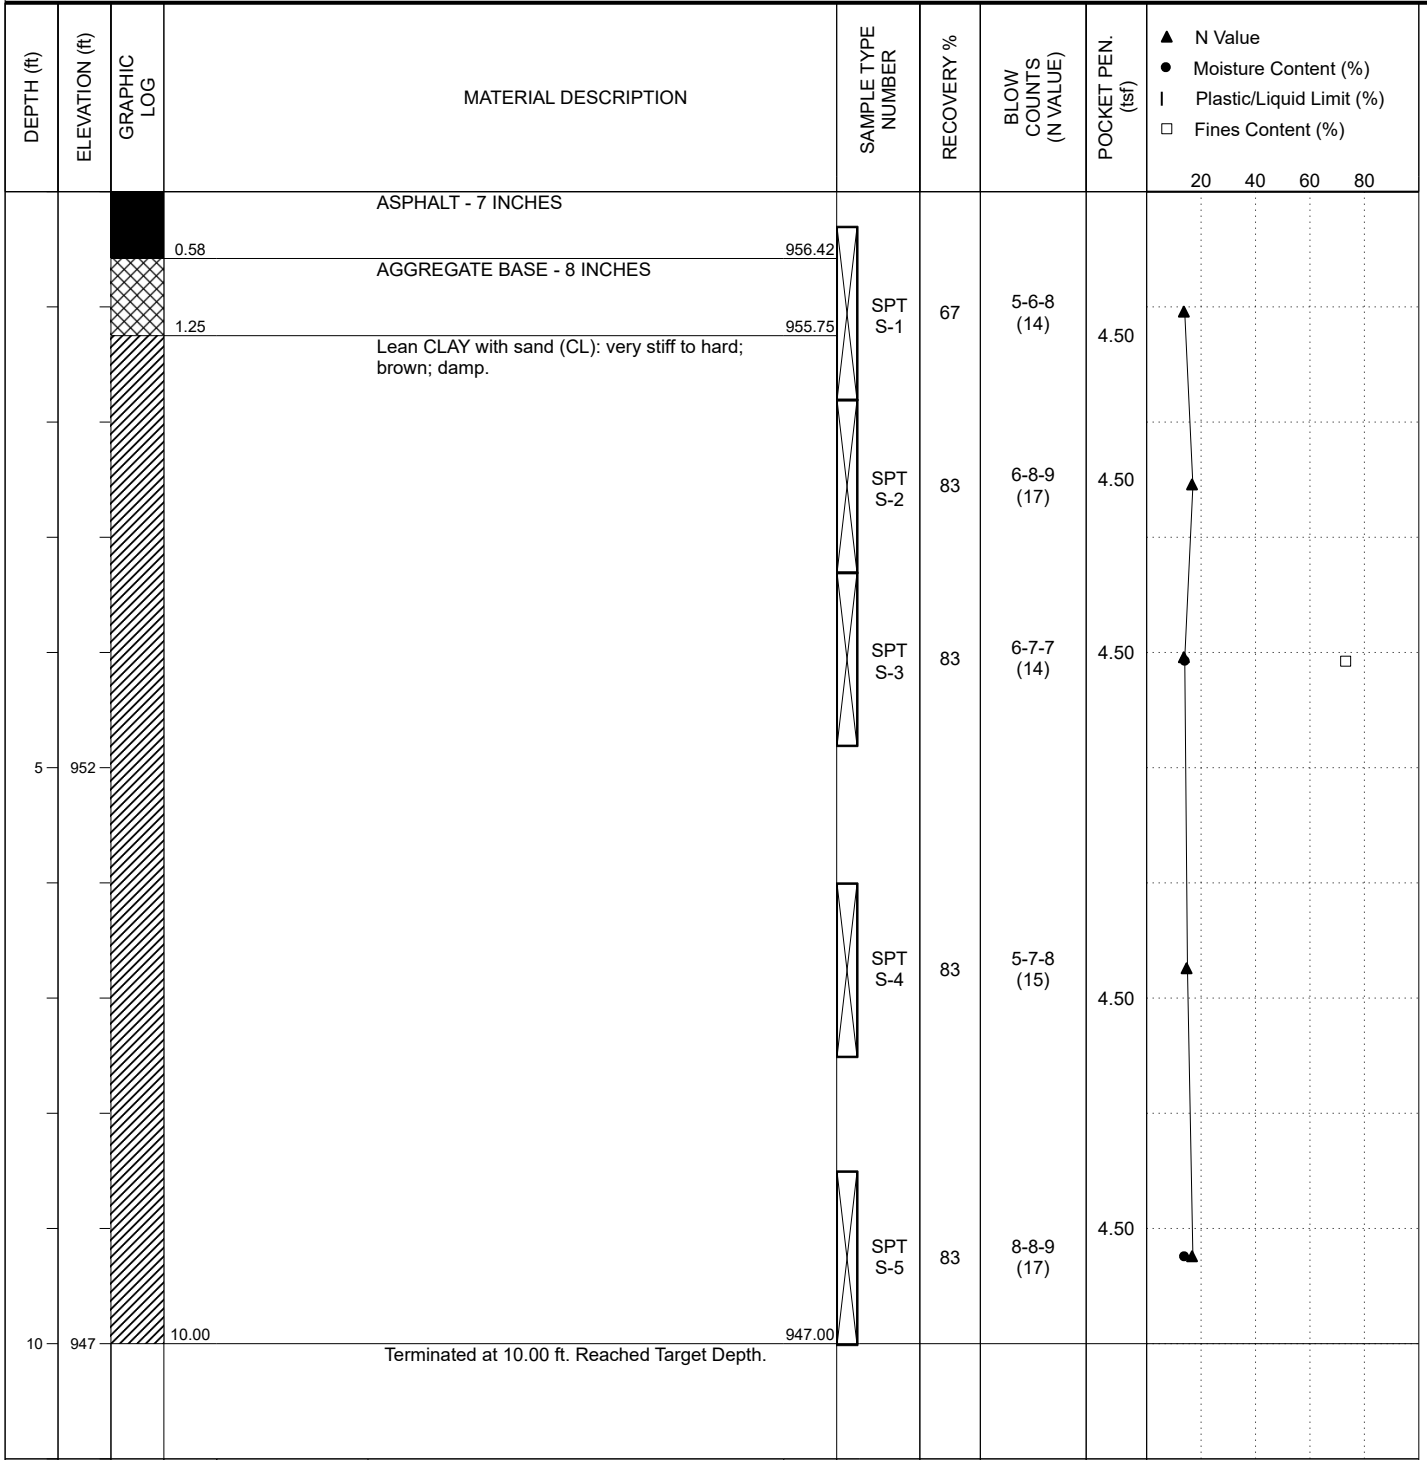 DEPTH (ft)
ELEVATION (ft)
GRAPHIC
LOG
MATERIAL DESCRIPTION
SAMPLE TYPE
NUMBER
RECOVERY %
BLOW
COUNTS
(N VALUE)
POCKET PEN.
(tsf)
N Value
Moisture Content (%)
Plastic/Liquid Limit (%)
Fines Content (%)
20 40 60 80
ASPHALT - 7 INCHES
0.58 956.42
AGGREGATE BASE - 8 INCHES
1.25 955.75
Lean CLAY with sand (CL): very stiff to hard;
brown; damp.
SPT
S-1
67
5-6-8
(14)
4.50
SPT
S-2
83
6-8-9
(17)
4.50
SPT
S-3
83
6-7-7
(14)
4.50
5 952
SPT
S-4
83
5-7-8
(15)
4.50
SPT
S-5
83
8-8-9
(17)
4.50
10 947 10.00 947.00
Terminated at 10.00 ft. Reached Target Depth.